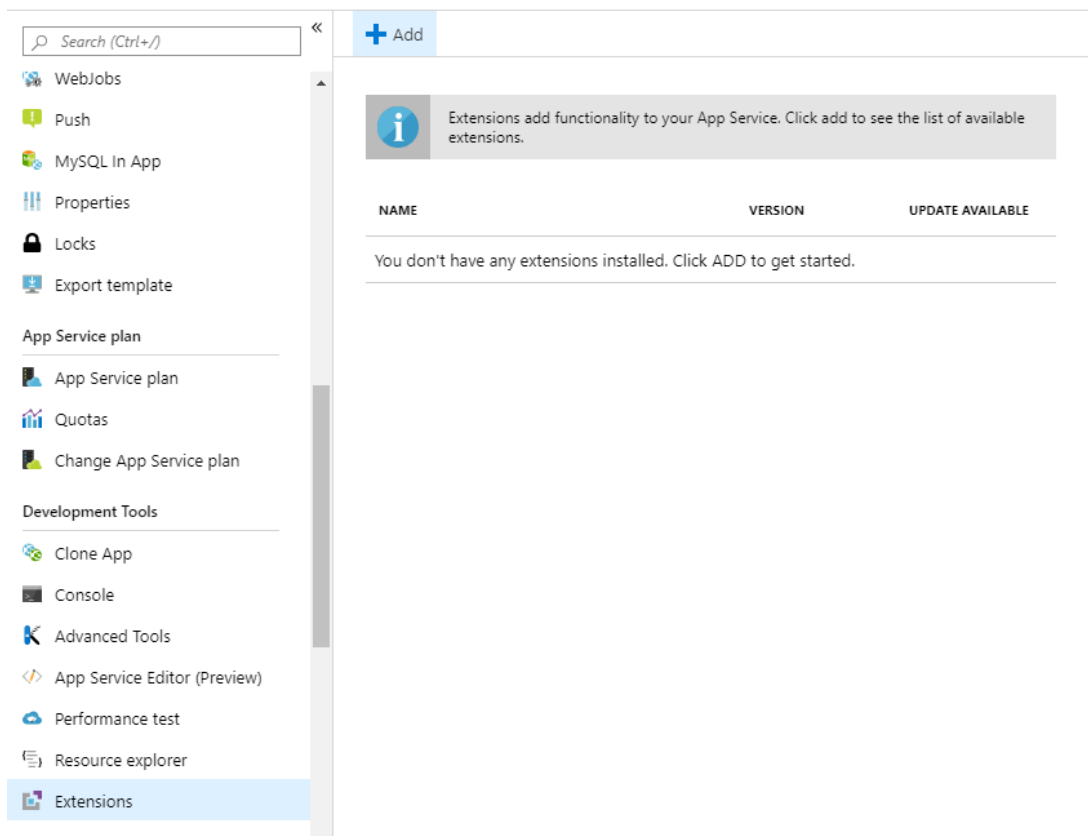 Search (Ctrl+/)
WebJobs
Push
MySQL In App
Properties
Locks
Export template
App Service plan
App Service plan
Quotas
Change App Service plan
Development Tools
Clone App
Console
Advanced Tools
App Service Editor (Preview)
Performance test
Resource explorer
Extensions
Add
Extensions add functionality to your App Service. Click add to see the list of available
extensions.
NAME VERSION UPDATE AVAILABLE
You don't have any extensions installed. Click ADD to get started.